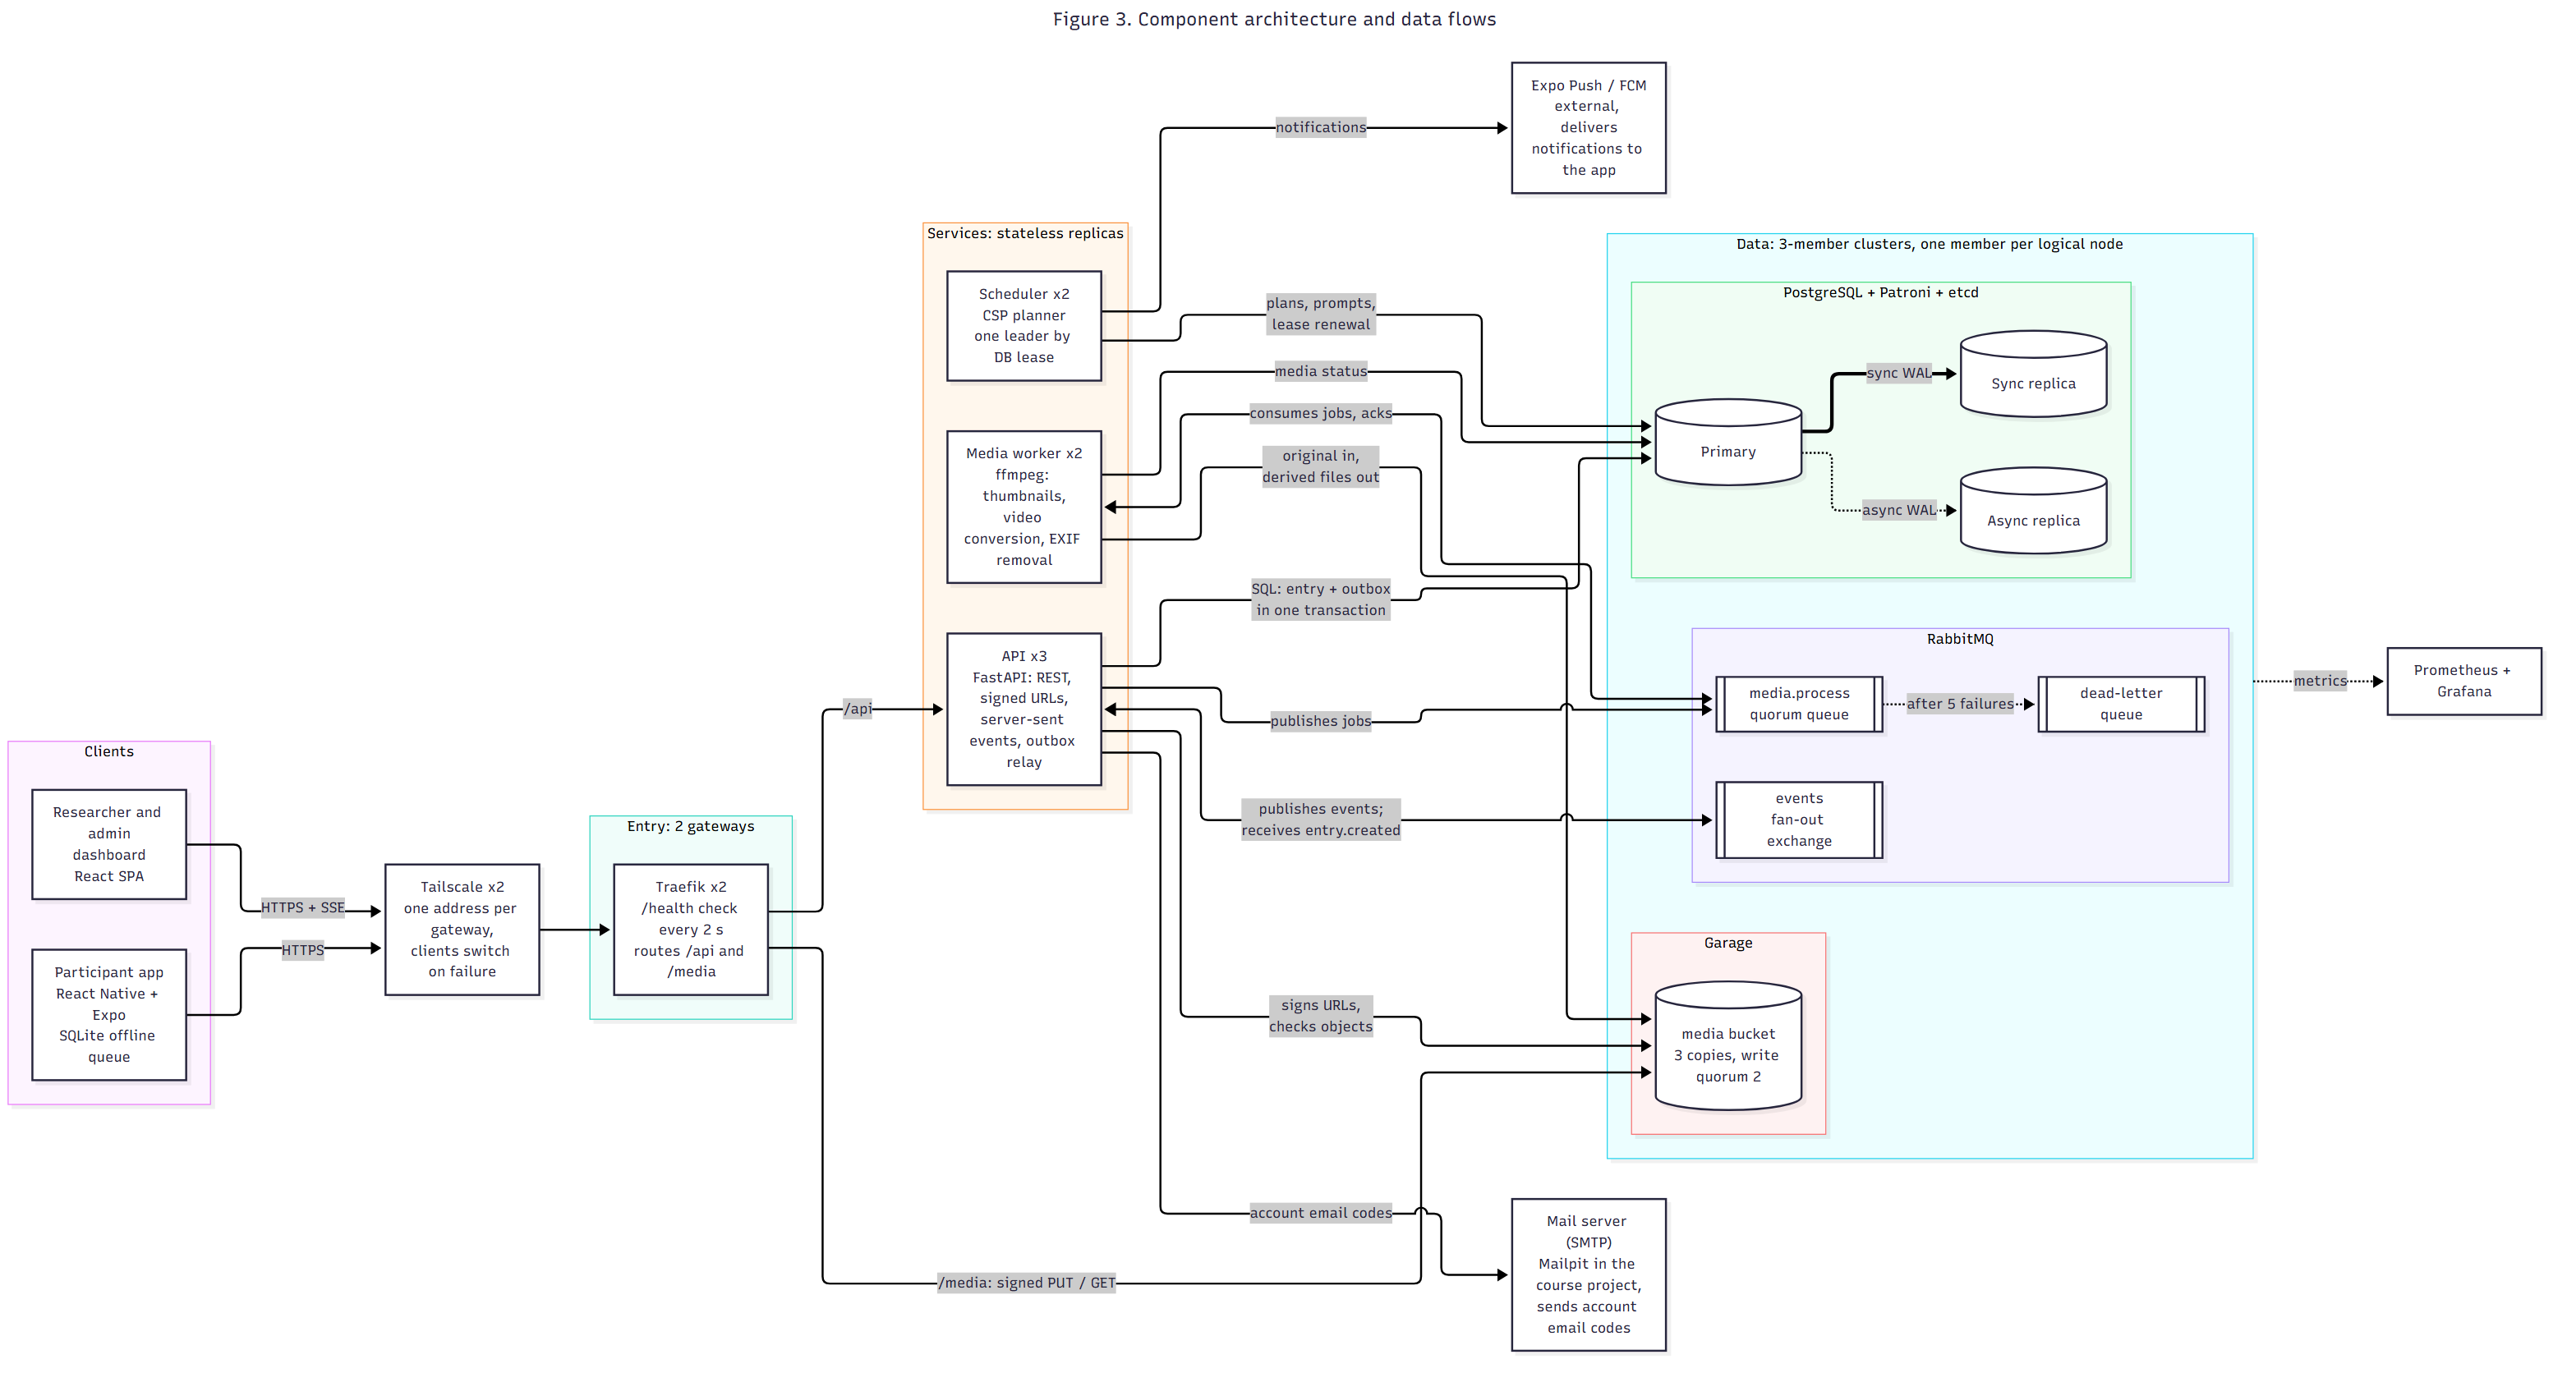 Figure 3. Component architecture and data flows
Expo Push / FCM
external,
delivers
notifications to
the app
notifications
Services: stateless replicas
Scheduler x2
CSP planner
one leader by
DB lease
Media worker x2
ffmpeg:
thumbnails,
video
conversion, EXIF
removal
API x3
FastAPI: REST,
signed URLs,
server-sent
events, outbox
relay
plans, prompts,
lease renewal
media status
consumes jobs, acks
original in,
derived files out
SQL: entry + outbox
in one transaction
publishes jobs
publishes events;
receives entry.created
signs URLs,
checks objects
account email codes
/media: signed PUT / GET
/api
Clients
Researcher and
admin
dashboard
React SPA
Participant app
React Native +
Expo
SQLite offline
queue
HTTPS + SSE
HTTPS
Tailscale x2
one address per
gateway,
clients switch
on failure
Entry: 2 gateways
Traefik x2
/health check
every 2 s
routes /api and
/media
Data: 3-member clusters, one member per logical node
PostgreSQL + Patroni + etcd
Primary
sync WAL
Sync replica
async WAL
Async replica
RabbitMQ
media.process
quorum queue
after 5 failures
dead-letter
queue
events
fan-out
exchange
Garage
media bucket
3 copies, write
quorum 2
metrics
Prometheus +
Grafana
Mail server
(SMTP)
Mailpit in the
course project,
sends account
email codes